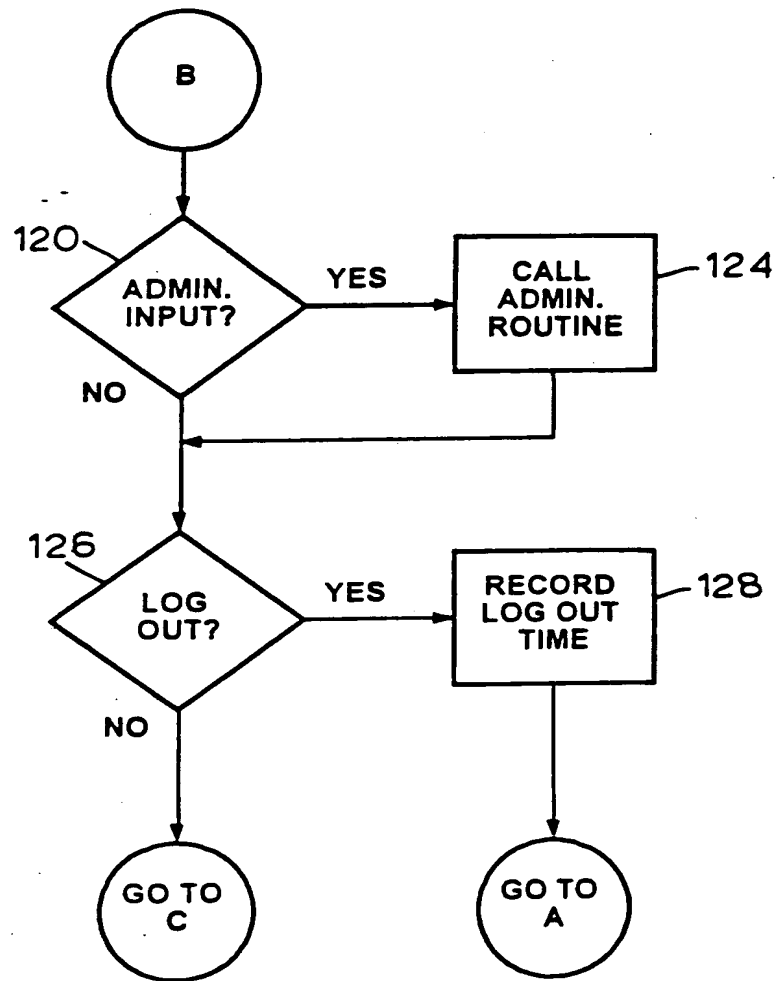 B
120
ADMIN.
INPUT?
YES
CALL
ADMIN.
ROUTINE
124
NO
126
LOG
OUT?
YES
RECORD
LOG OUT
TIME
128
NO
GO TO
C
GO TO
A